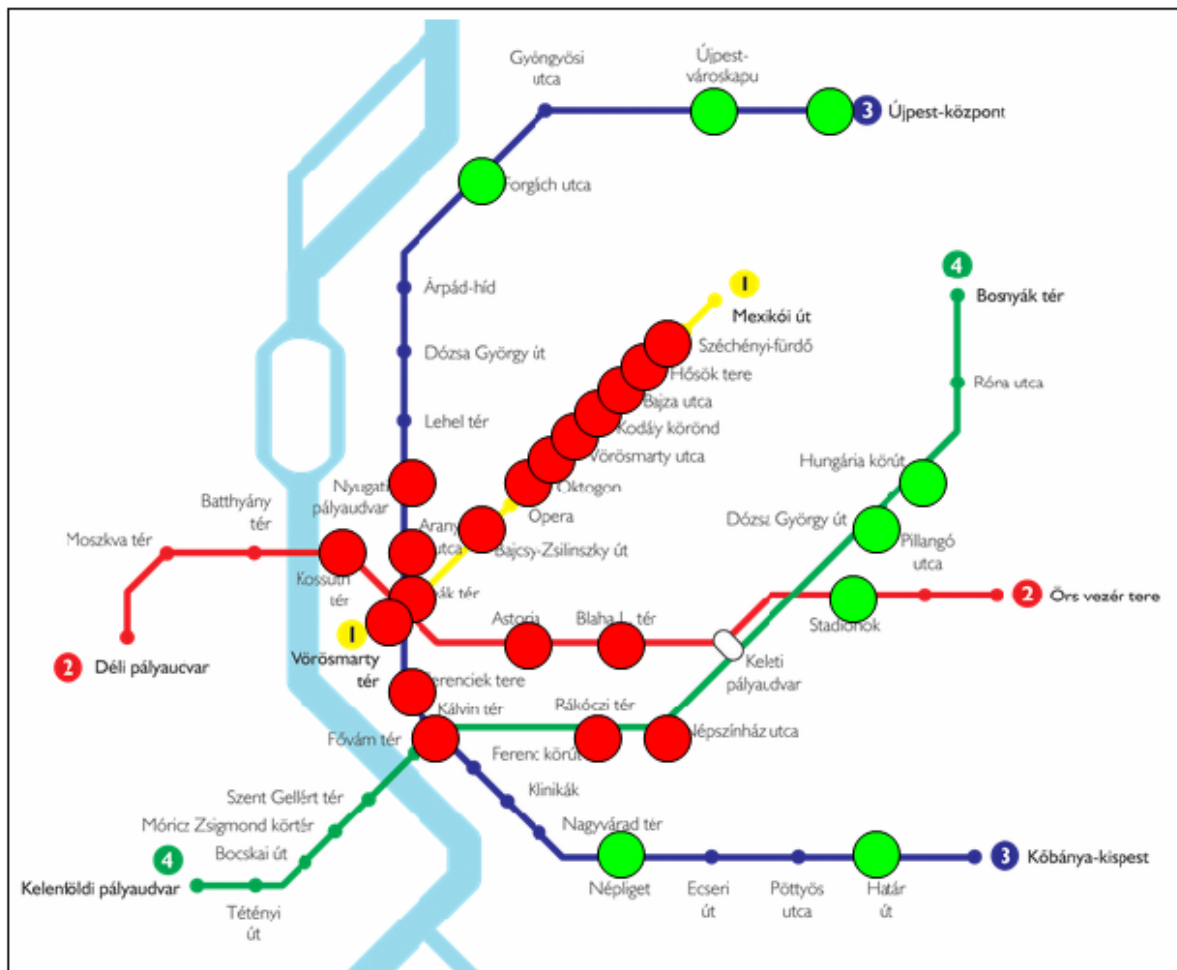 Gyöngyösi
utca
Újpest-
városkapu
3 Újpest-központ
Forgách utca
4
Bosnyák tér
Árpád-híd
1
Mexikói út
Széchényi-fürdő
Dózsa György út
Hősök tere
Róna utca
Bajza utca
Lehel tér
Kodály körönd
Vörösmarty utca
Hungária körút
Nyugati
pályaudvar
Oktogon
Batthyány
tér
Opera
Dózsa György út
Moszkva tér
Arany
utca
Bajcsy-Zsilinszky út
Pillangó
utca
Kossuth
tér
ák tér
2 Örs vezér tere
Astoria
Blaha L. tér
Stadionok
1
Vörösmarty
tér
2 Déli pályaudvar
Keleti
pályaudvar
erenciek tere
Kálvin tér
Rákóczi tér
Fővám tér
Népszínház utca
Ferenc körút
Klinikák
Szent Gellért tér
Móricz Zsigmond körtér
Nagyvárad tér
4
Bocskai út
3 Kőbánya-kispest
Kelenföldi pályaudvar
Népliget
Ecseri
út
Pöttyös
utca
Határ
út
Tétényi
út